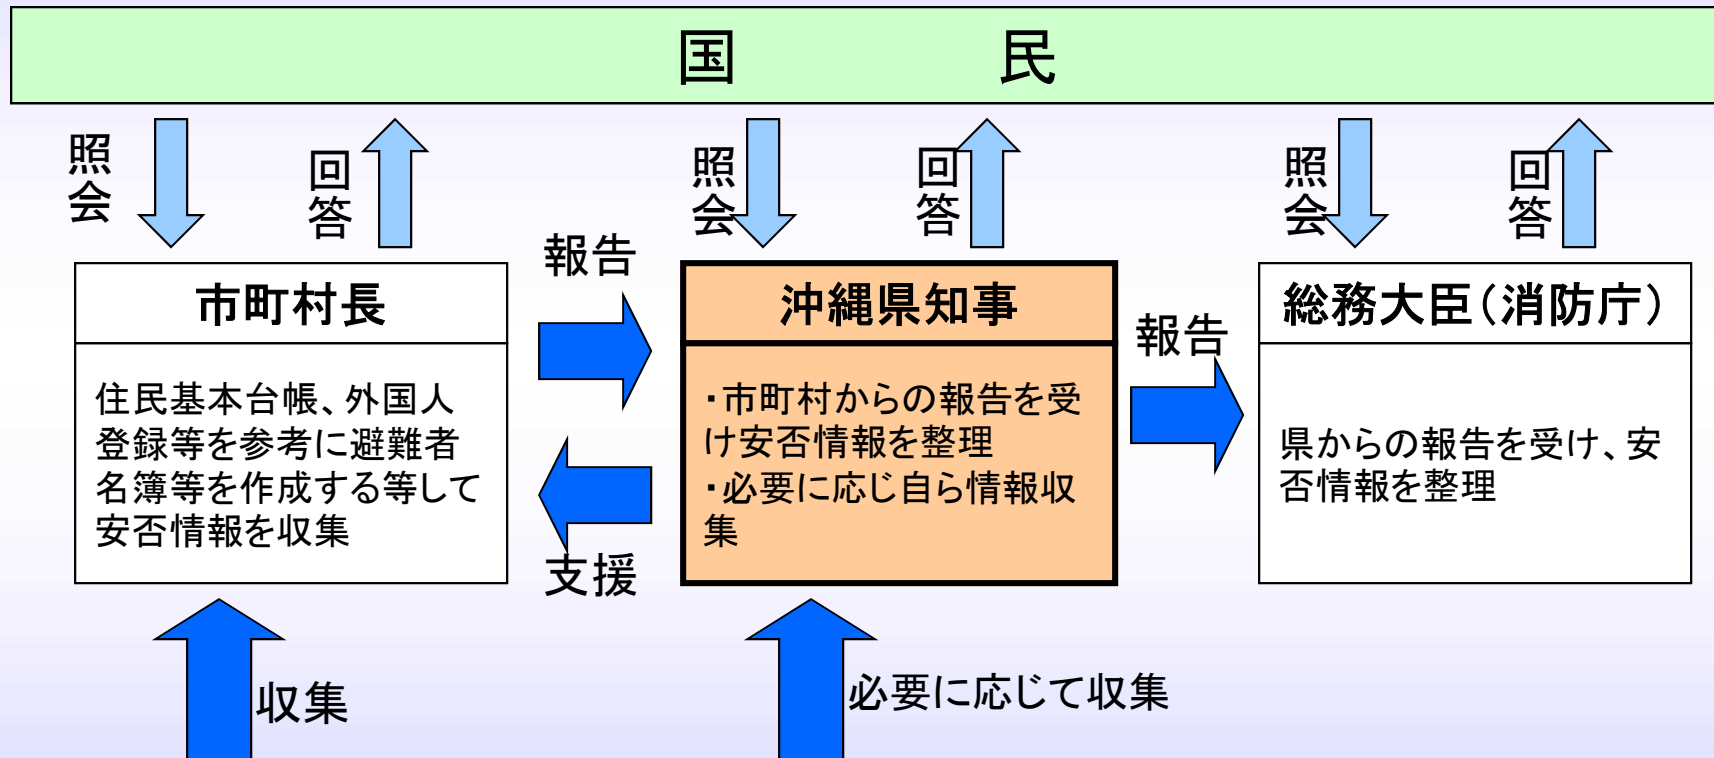 国　民
照会
回答
照会
回答
照会
回答
報告
報告
支援
市町村長
住民基本台帳、外国人
登録等を参考に避難者
名簿等を作成する等して
安否情報を収集
沖縄県知事
・市町村からの報告を受
け安否情報を整理
・必要に応じ自ら情報収
集
総務大臣(消防庁)
県からの報告を受け、安
否情報を整理
収集
必要に応じて収集